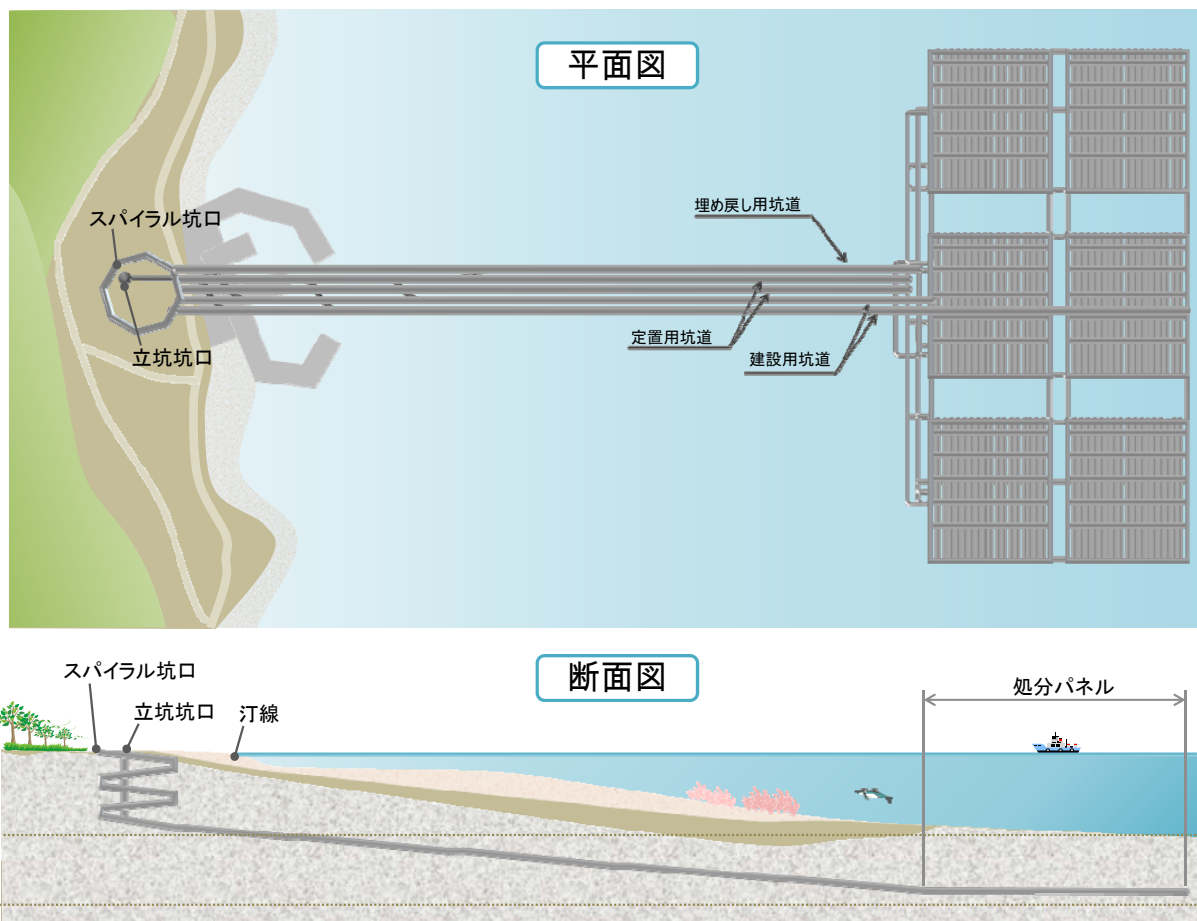 平面図
スパイラル坑口
立坑坑口
埋め戻し用坑道
定置用坑道
建設用坑道
断面図
スパイラル坑口
立坑坑口
汀線
処分パネル